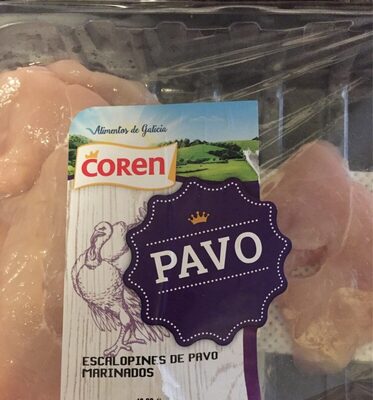 Alimentos de Galicia
COREN
PAVO
ESCALOPINES DE PAVO
MARINADOS